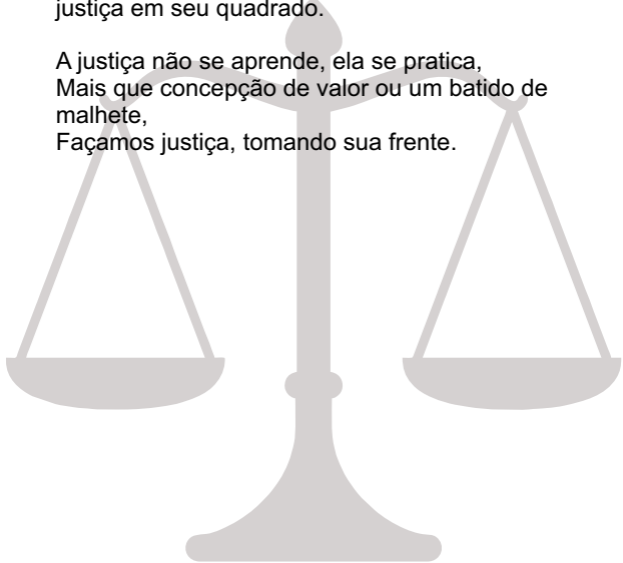 justiça em seu quadrado.
A justiça não se aprende, ela se pratica,
Mais que concepção de valor ou um batido de
malhete,
Façamos justiça, tomando sua frente.